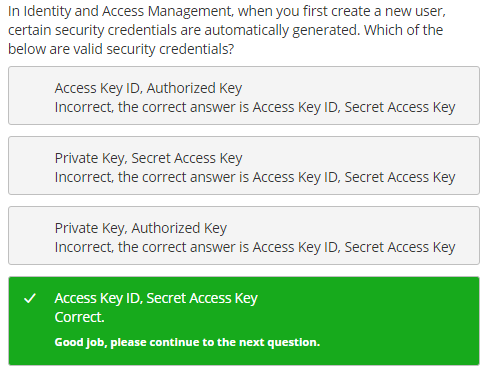 In Identity and Access Management, when you first create a new user,
certain security credentials are automatically generated. Which of the
below are valid security credentials?
Access Key ID, Authorized Key
Incorrect, the correct answer is Access Key ID, Secret Access Key
Private Key, Secret Access Key
Incorrect, the correct answer is Access Key ID, Secret Access Key
Private Key, Authorized Key
Incorrect, the correct answer is Access Key ID, Secret Access Key
Access Key ID, Secret Access Key
Correct.
Good job, please continue to the next question.